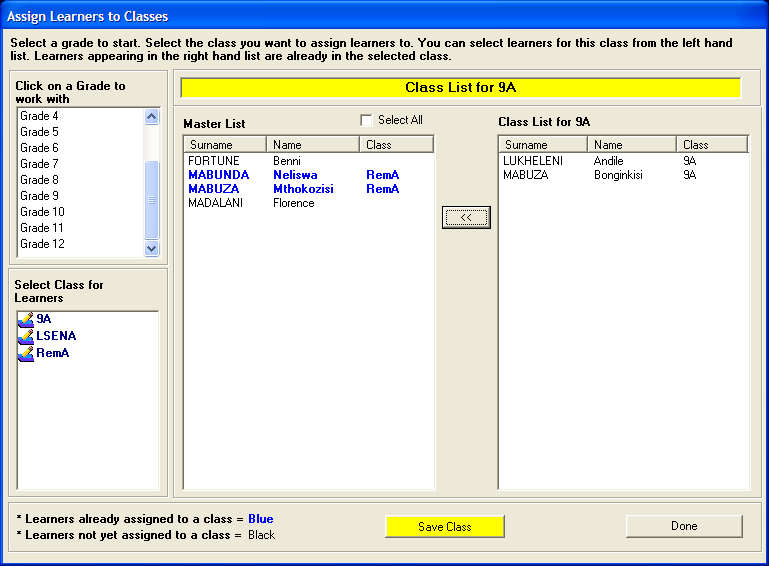 Assign Learners to Classes
Select a grade to start. Select the class you want to assign learners to. You can select learners for this class from the left hand
list. Learners appearing in the right hand list are already in the selected class.
Click on a Grade to
work with
Grade 4
Grade 5
Grade 6
Grade 7
Grade 8
Grade 9
Grade 10
Grade 11
Grade 12
Select Class for
Learners
9A
LSENA
RemA
Class List for 9A
Master List
Select All
Surname Name Class
FORTUNE Benni
MABUNDA Neliswa RemA
MABUZA Mthokozisi RemA
MADALANI Florence
<<
Class List for 9A
Surname Name Class
LUKHELENI Andile 9A
MABUZA Bonginkisi 9A
* Learners already assigned to a class = Blue
* Learners not yet assigned to a class = Black
Save Class
Done